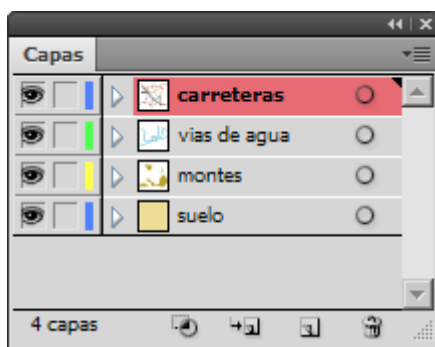 Capas
carreteras
vias de agua
montes
suelo
4 capas